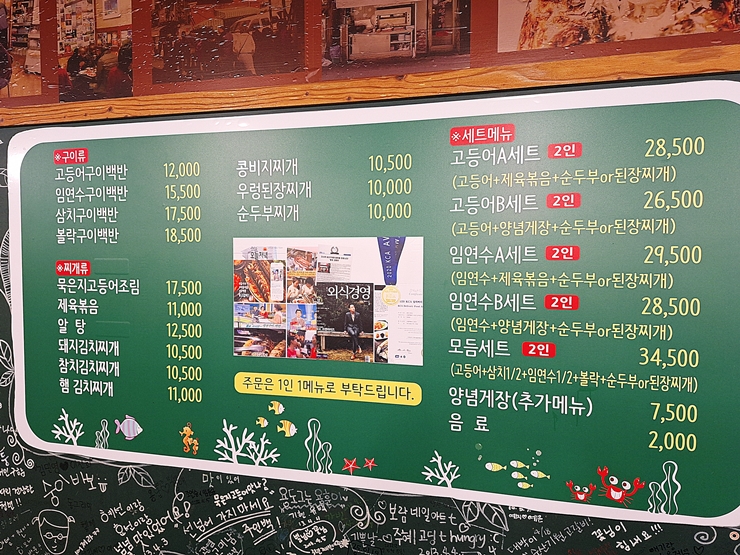 ※구이류
고등어구이백반 12,000
임연수구이백반 15,500
삼치구이백반 17,500
볼락구이백반 18,500
※찌개류
묵은지고등어조림 17,500
제육볶음 11,000
알 탕 12,500
돼지김치찌개 10,500
참치김치찌개 10,500
햄 김치찌개 11,000
콩비지찌개 10,500
우렁된장찌개 10,000
순두부찌개 10,000
외식경영
주문은 1인 1메뉴로 부탁드립니다.
※세트메뉴
고등어A세트 2인 28,500
(고등어+제육볶음+순두부or된장찌개)
고등어B세트 2인 26,500
(고등어+양념게장+순두부or된장찌개)
임연수A세트 2인 29,500
(임연수+제육볶음+순두부or된장찌개)
임연수B세트 2인 28,500
(임연수+양념게장+순두부or된장찌개)
모듬세트 2인 34,500
(고등어+삼치1/2+임연수1/2+볼락+순두부or된장찌개)
양념게장(추가메뉴) 7,500
음 료 2,000
보람 네일아트
hungry